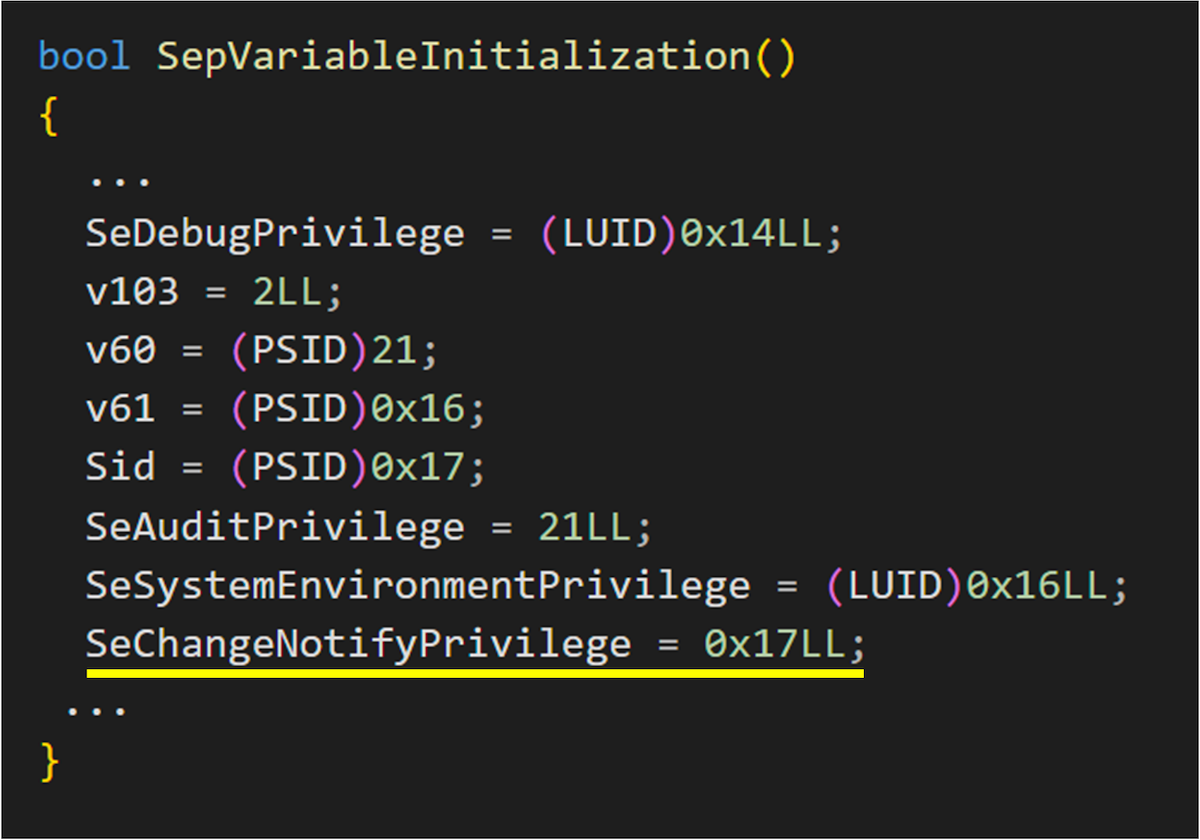 bool SepVariableInitialization()
{
...
SeDebugPrivilege = (LUID)0x14LL;
v103 = 2LL;
v60 = (PSID)21;
v61 = (PSID)0x16;
Sid = (PSID)0x17;
SeAuditPrivilege = 21LL;
SeSystemEnvironmentPrivilege = (LUID)0x16LL;
SeChangeNotifyPrivilege = 0x17LL;
...
}